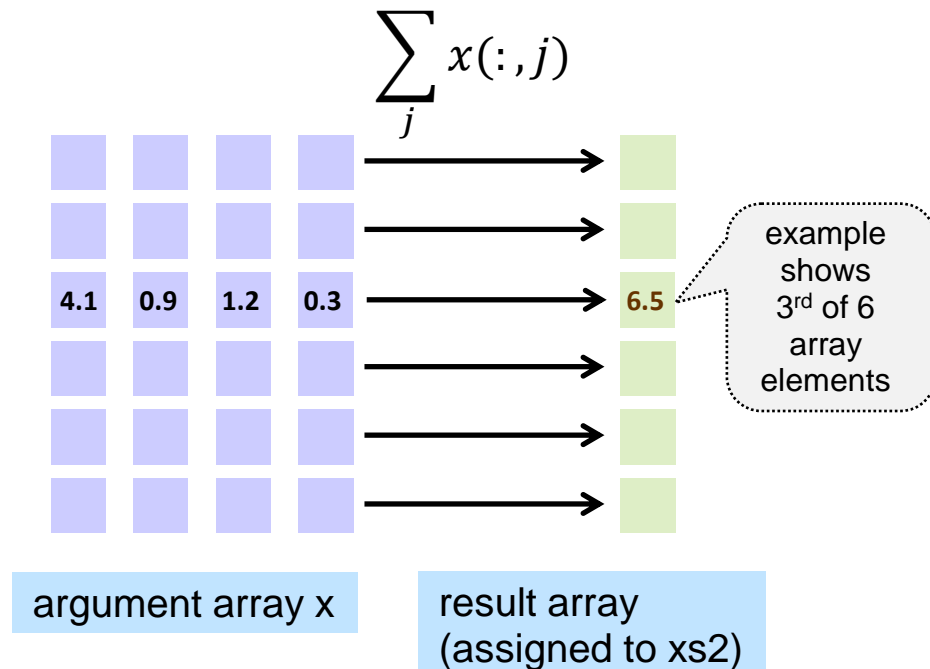 ∑ x(:,j)
j
4.1 0.9 1.2 0.3 6.5
example
shows
3rd of 6
array
elements
argument array x
result array
(assigned to xs2)